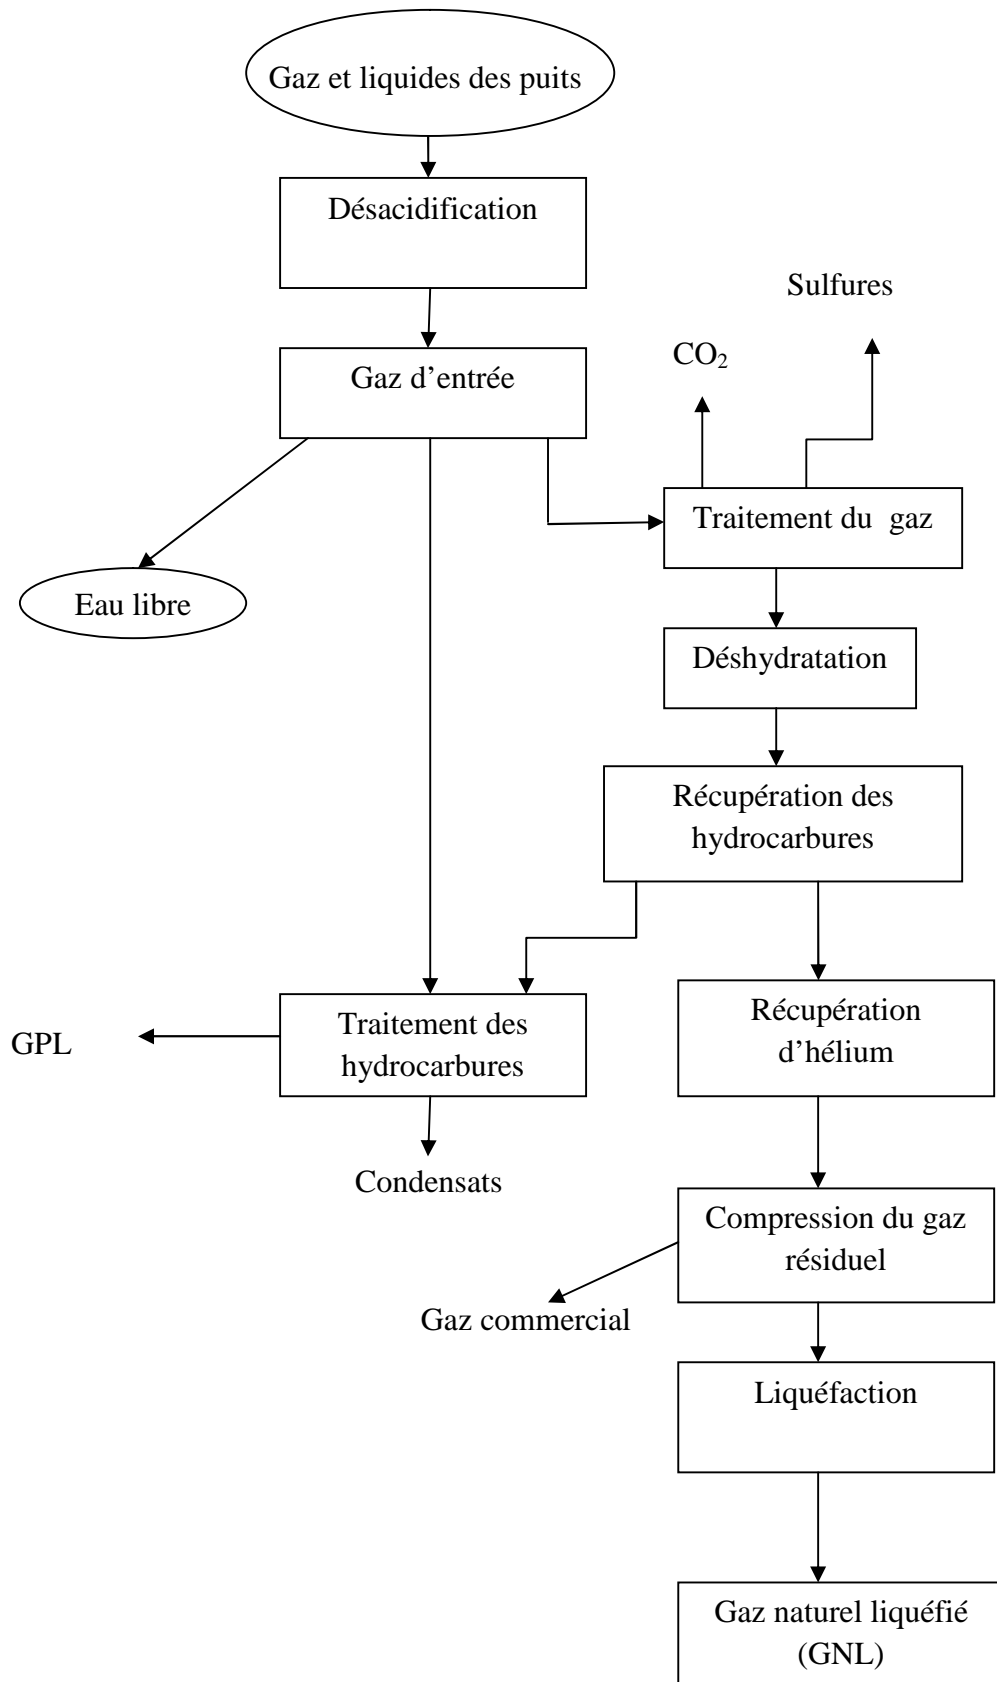 Gaz et liquides des puits
Désacidification
Sulfures
CO₂
Gaz d’entrée
Traitement du  gaz
Eau libre
Déshydratation
Récupération des
hydrocarbures
Traitement des
hydrocarbures
Récupération
d’hélium
GPL
Condensats
Compression du gaz
résiduel
Gaz commercial
Liquéfaction
Gaz naturel liquéfié
(GNL)